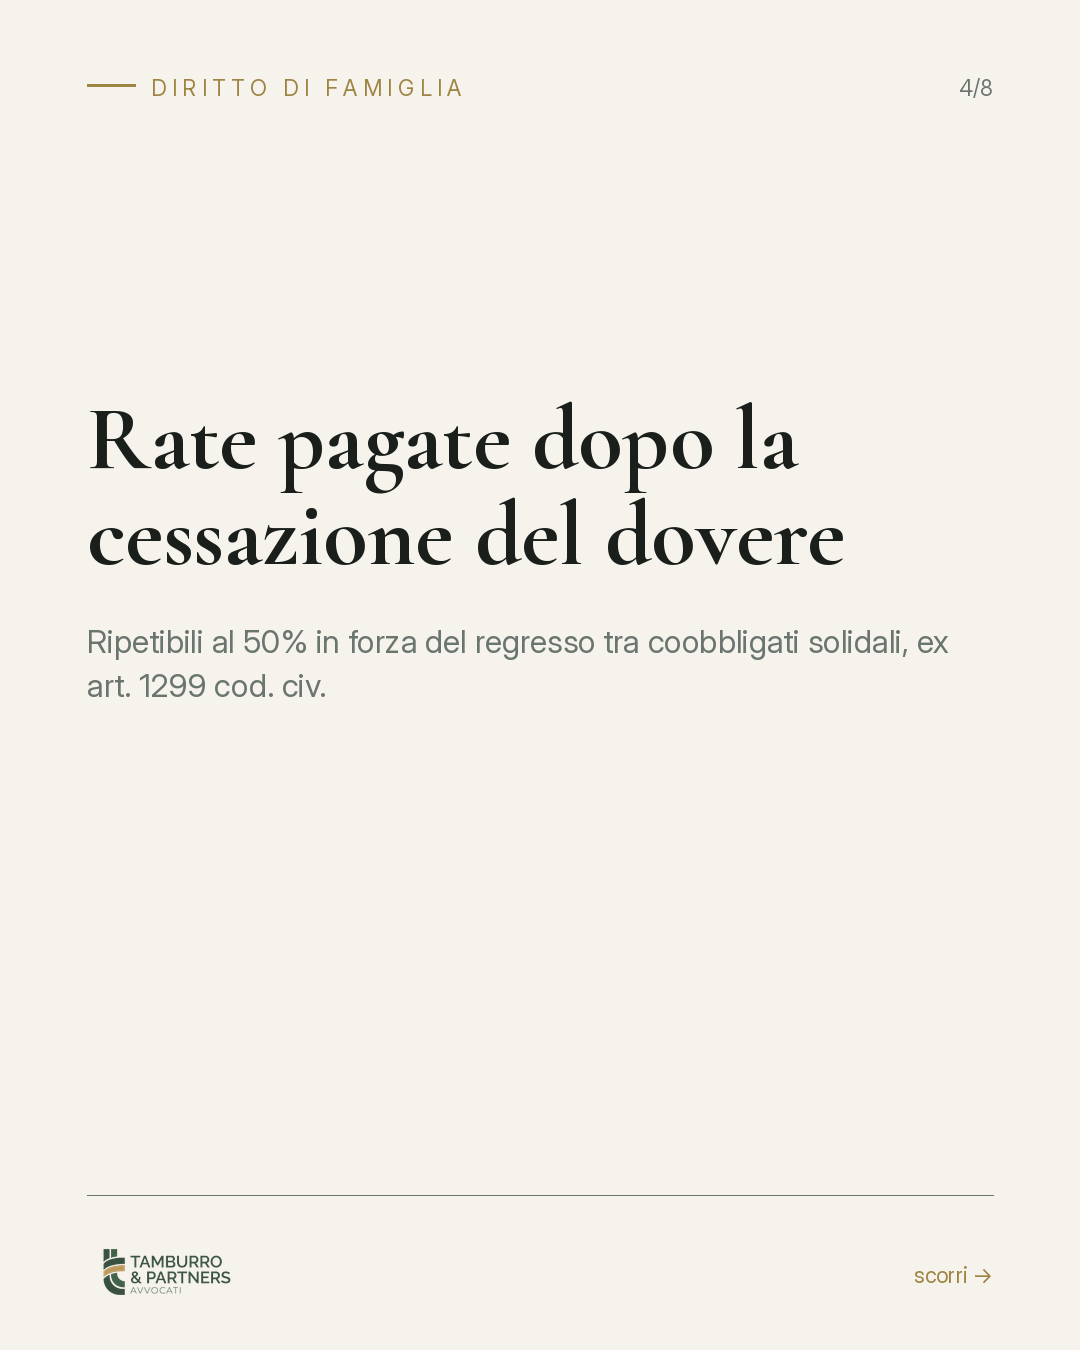 DIRITTO DI FAMIGLIA
4/8
Rate pagate dopo la
cessazione del dovere
Ripetibili al 50% in forza del regresso tra coobbligati solidali, ex
art. 1299 cod. civ.
TAMBURRO
& PARTNERS
AVVOCATI
scorri →